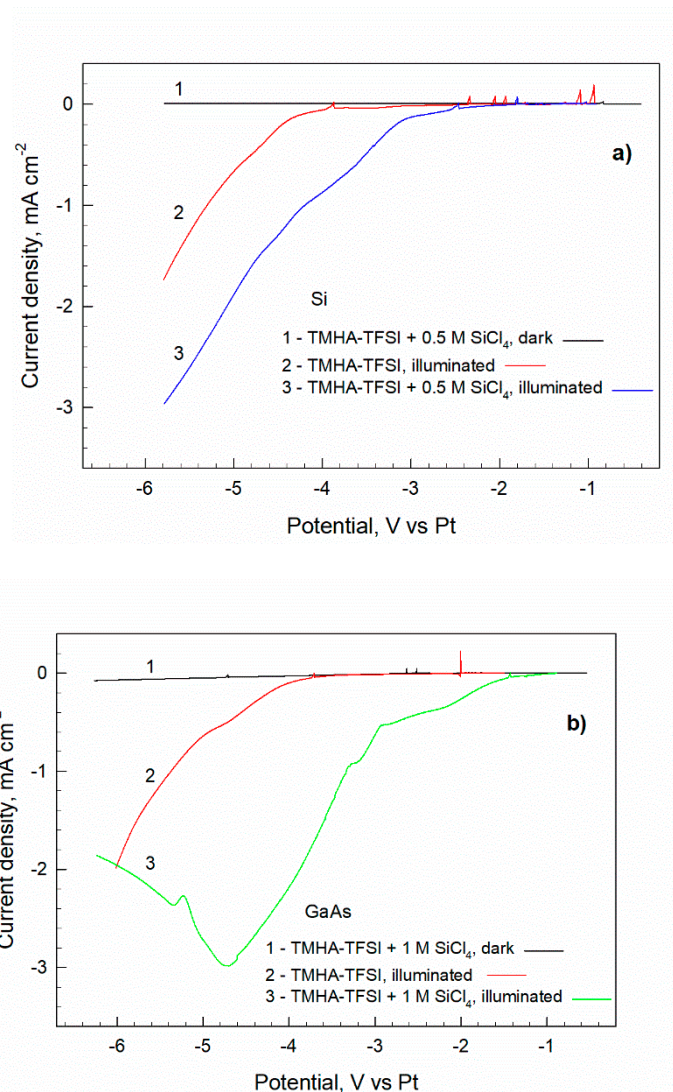 1
a)
2
3
Si
1 - TMHA-TFSI + 0.5 M SiCl₄, dark
2 - TMHA-TFSI, illuminated
3 - TMHA-TFSI + 0.5 M SiCl₄, illuminated
0
-1
-2
-3
Current density, mA cm⁻²
-6 -5 -4 -3 -2 -1
Potential, V vs Pt
1
b)
2
3
GaAs
1 - TMHA-TFSI + 1 M SiCl₄, dark
2 - TMHA-TFSI, illuminated
3 - TMHA-TFSI + 1 M SiCl₄, illuminated
0
-1
-2
-3
Current density, mA cm
-6 -5 -4 -3 -2 -1
Potential, V vs Pt